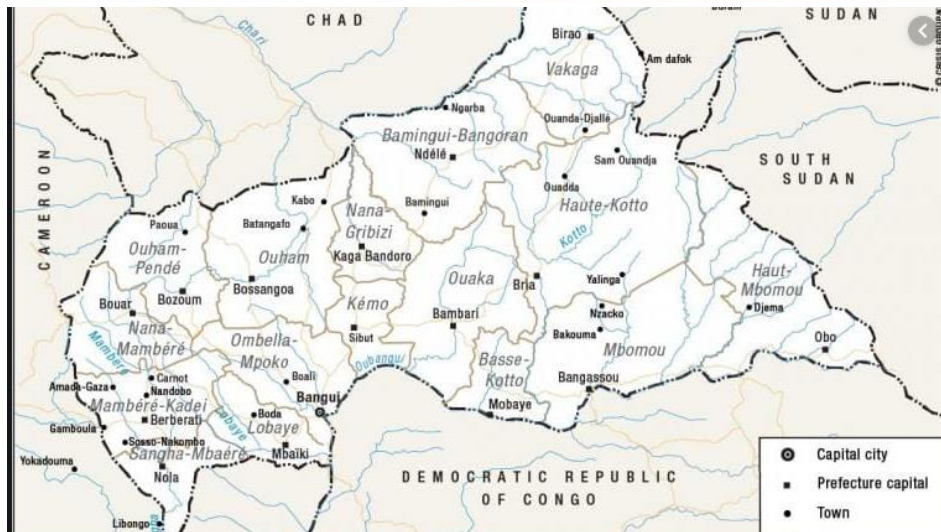 CHAD
SUDAN
Chari
Birao
Am dafok
Vakaga
Ngarba
Ouanda-Djallé
Bamingui-Bangoran
Ndélé
Sam Ouandja
SOUTH
SUDAN
CAMEROON
Ouadda
Haute-Kotto
Kabo
Nana-
Gribizi
Bamingui
Paoua
Batangafo
Kotto
Ouham-
Pendé
Ouham
Kaga Bandoro
Ouaka
Bria
Yalinga
Haut-
Mbomou
Bozoum
Bossangoa
Kémo
Bouar
Nzacko
Djema
Bambari
Bakouma
Mbomou
Nana-
Mambéré
Ombella-
Mpoko
Sibut
Obo
Mambéré
Oubangui
Basse-
Kotto
Carnot
Boali
Amada-Gaza
Nandobo
Bangui
Bangassou
Mambéré-Kadei
Lobaye
Boda
Mobaye
Berberati
Gamboula
Lobaye
Sosso-Nakombo
Sangha-Mbaéré
Mbaïki
Yokadouma
Nola
DEMOCRATIC REPUBLIC
OF CONGO
Libongo
Capital city
Prefecture capital
Town